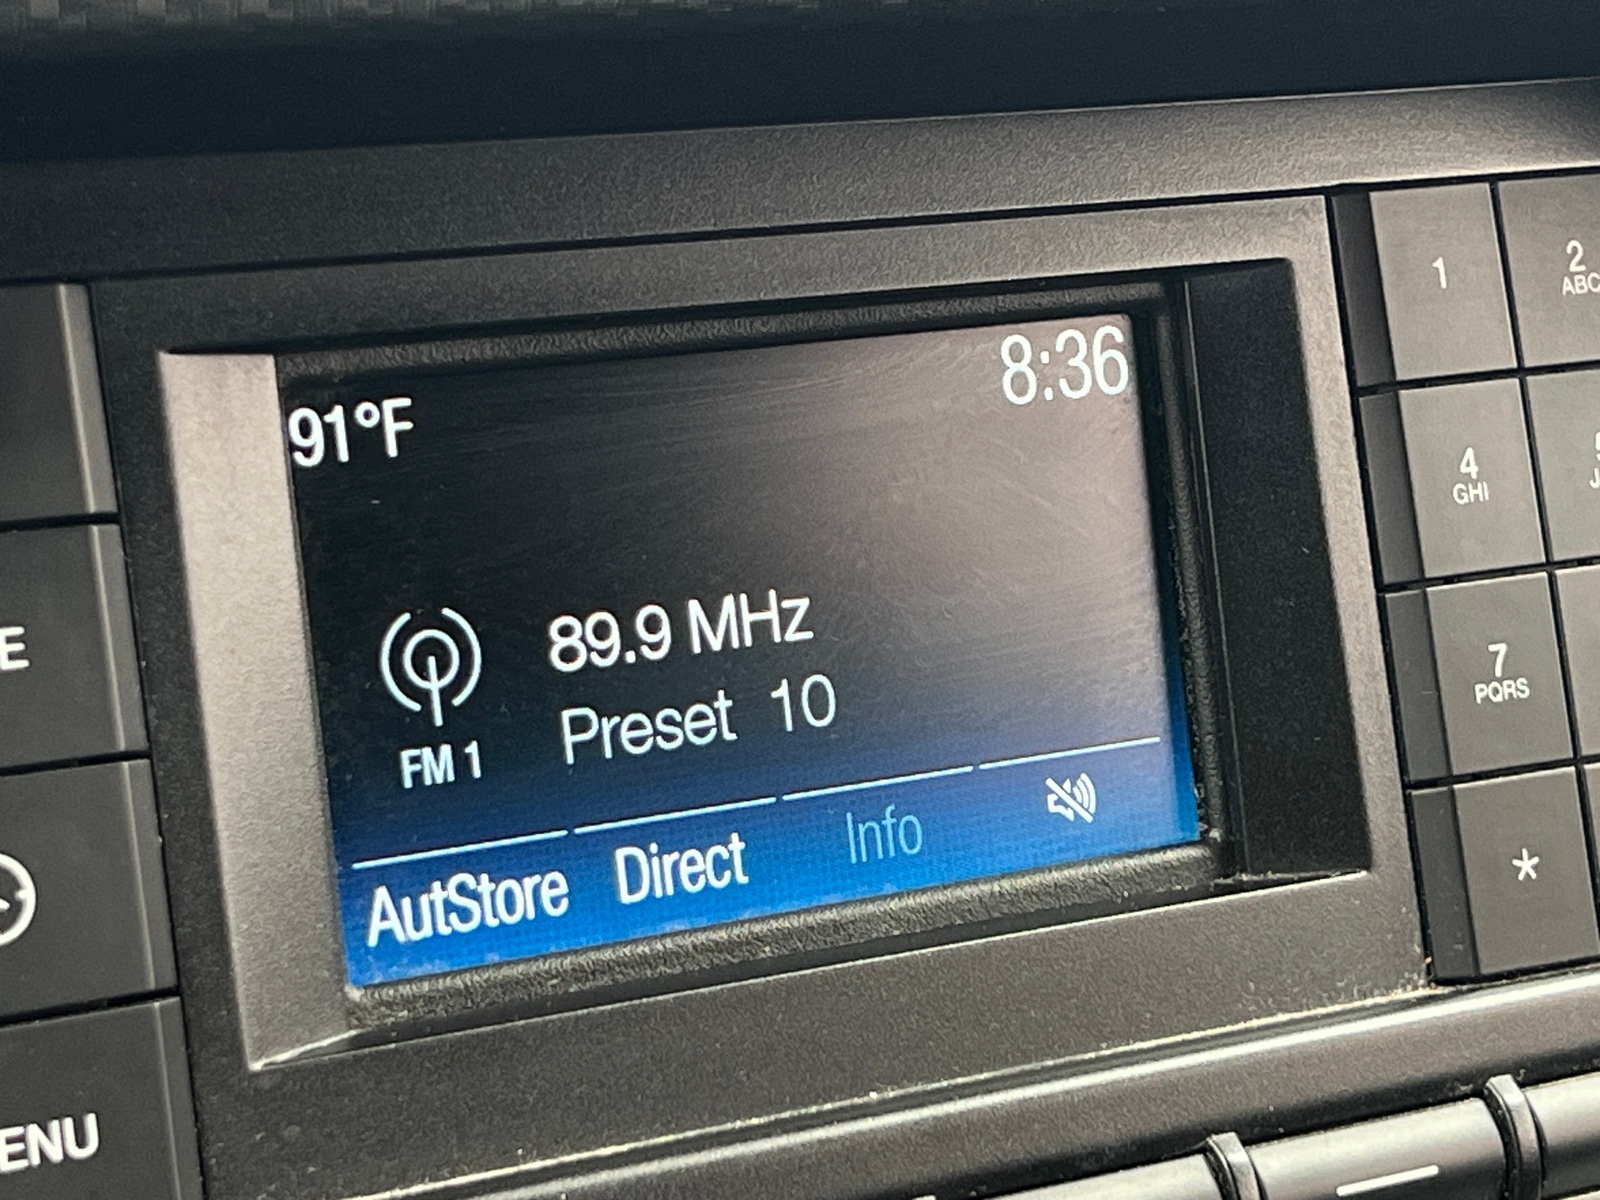 91°F
8:36
89.9 MHz
Preset 10
FM 1
AutStore
Direct
Info
1
2
ABC
4
GHI
7
PQRS
*
E
ENU